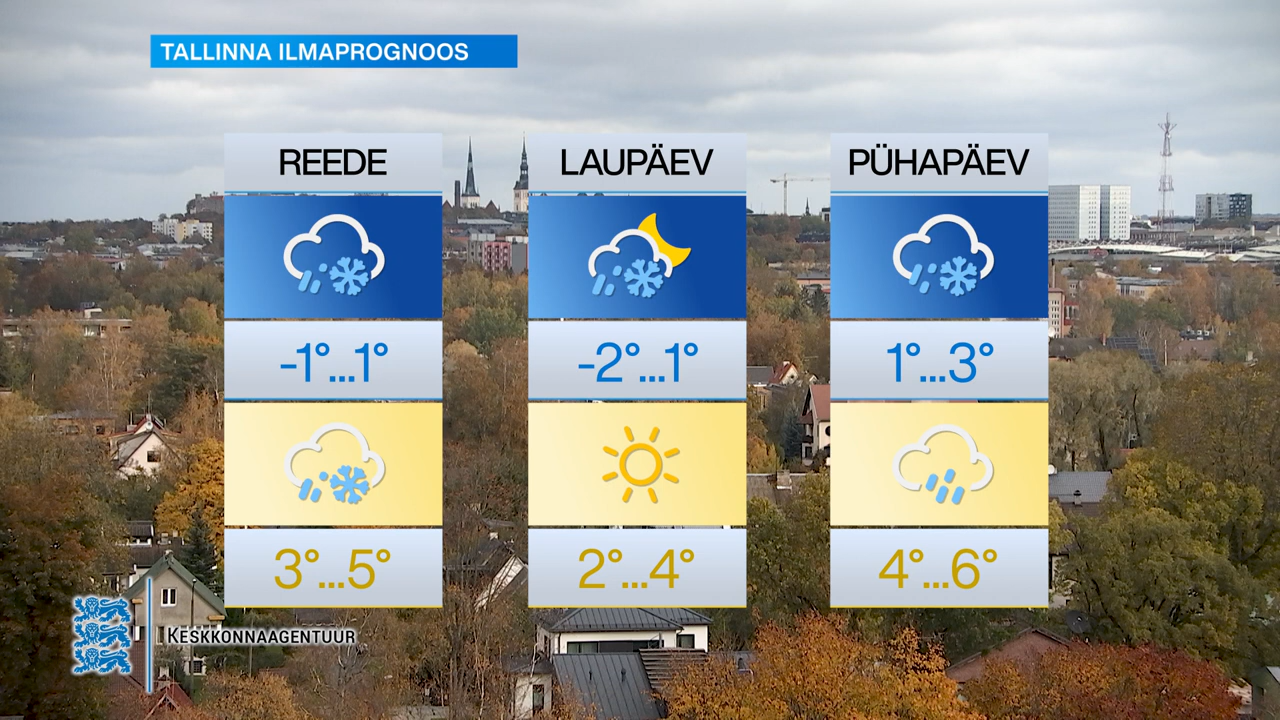 TALLINNA ILMAPROGNOOS
REEDE
-1°...1°
3°...5°
LAUPÄEV
-2°...1°
2°...4°
PÜHAPÄEV
1°...3°
4°...6°
KESKKONNAAGENTUUR